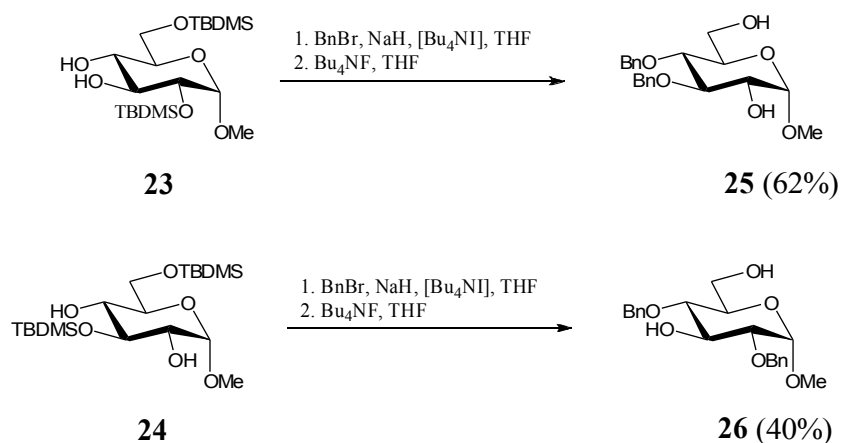 OTBDMS
HO
O
HO
TBDMSO
OMe
23
1. BnBr, NaH, [Bu4NI], THF
2. Bu4NF, THF
OH
BnO
O
BnO
HO
OMe
25 (62%)
OTBDMS
HO
O
TBDMSO
OH
OMe
24
1. BnBr, NaH, [Bu4NI], THF
2. Bu4NF, THF
OH
BnO
O
HO
OBn
OMe
26 (40%)